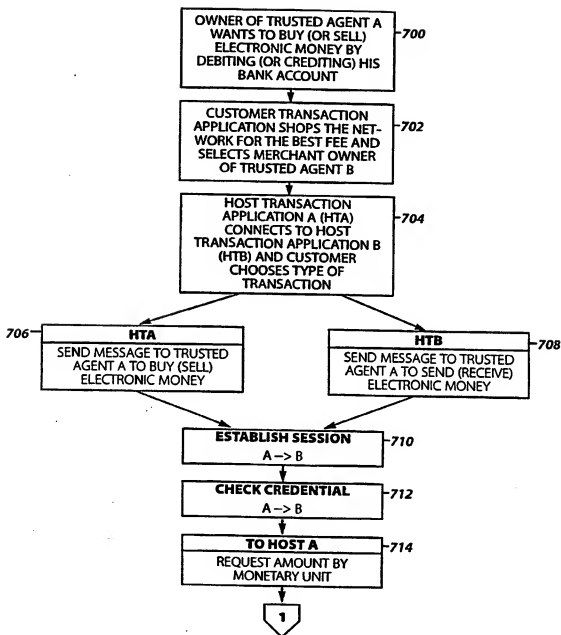 OWNER OF TRUSTED AGENT A
WANTS TO BUY (OR SELL)
ELECTRONIC MONEY BY
DEBITING (OR CREDITING) HIS
BANK ACCOUNT
700
CUSTOMER TRANSACTION
APPLICATION SHOPS THE NET-
WORK FOR THE BEST FEE AND
SELECTS MERCHANT OWNER
OF TRUSTED AGENT B
702
HOST TRANSACTION
APPLICATION A (HTA)
CONNECTS TO HOST
TRANSACTION APPLICATION B
(HTB) AND CUSTOMER
CHOOSES TYPE OF
TRANSACTION
704
706
HTA
SEND MESSAGE TO TRUSTED
AGENT A TO BUY (SELL)
ELECTRONIC MONEY
HTB
708
SEND MESSAGE TO TRUSTED
AGENT A TO SEND (RECEIVE)
ELECTRONIC MONEY
ESTABLISH SESSION
710
A —> B
CHECK CREDENTIAL
712
A —> B
TO HOST A
714
REQUEST AMOUNT BY
MONETARY UNIT
1